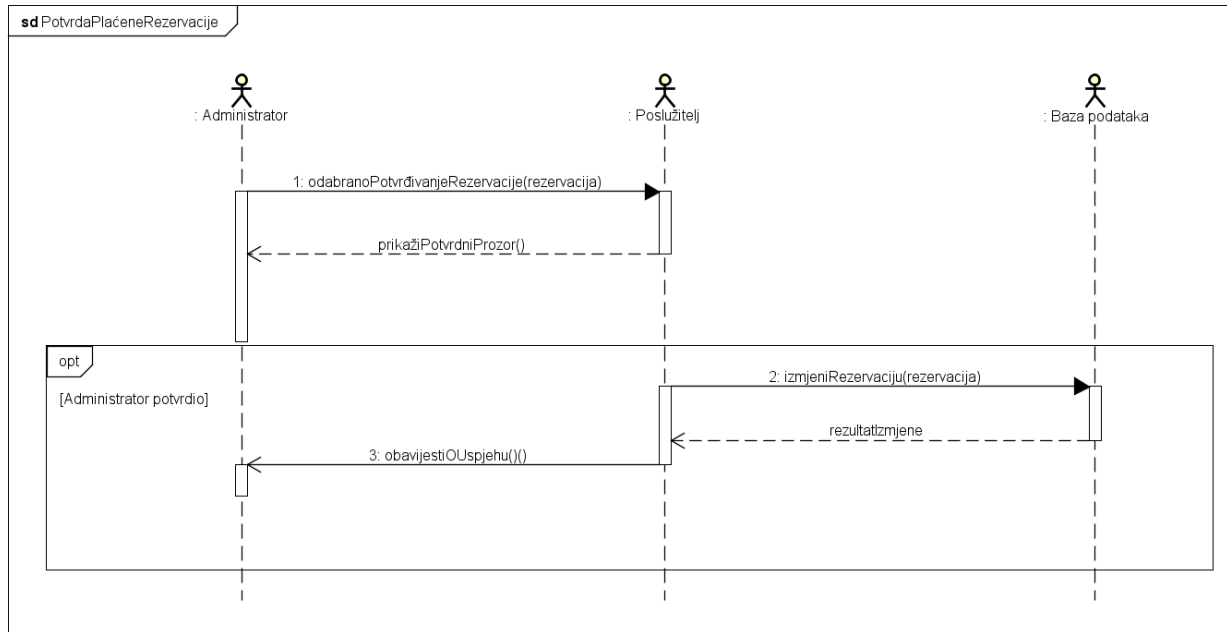 sd PotvrdaPlaćeneRezervacije
: Administrator
: Poslužitelj
: Baza podataka
1: odabranoPotvrđivanjeRezervacije(rezervacija)
prikažiPotvrdniProzor()
opt
[Administrator potvrdio]
2: izmjeniRezervaciju(rezervacija)
rezultatIzmjene
3: obavijestiOUspjehu()()